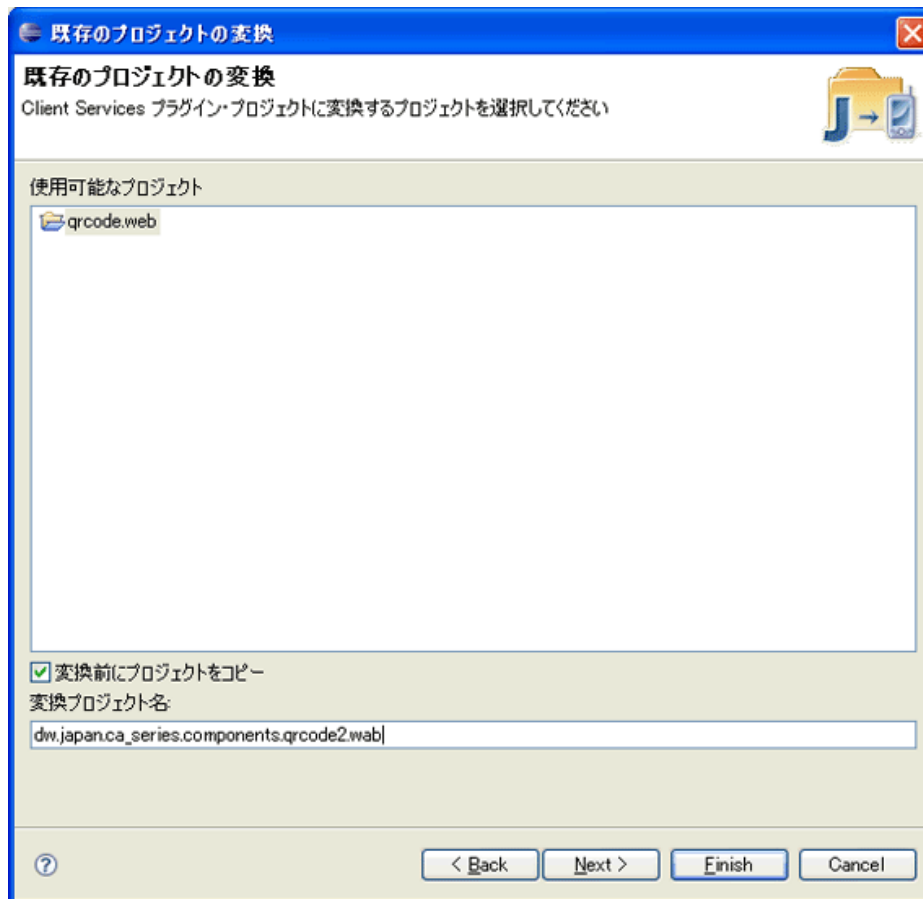 既存のプロジェクトの変換
既存のプロジェクトの変換
Client Services プラグイン・プロジェクトに変換するプロジェクトを選択してください
使用可能なプロジェクト
qrcode.web
変換前にプロジェクトをコピー
変換プロジェクト名:
dw.japan.ca_series.components.qrcode2.wab
?
< Back Next > Finish Cancel